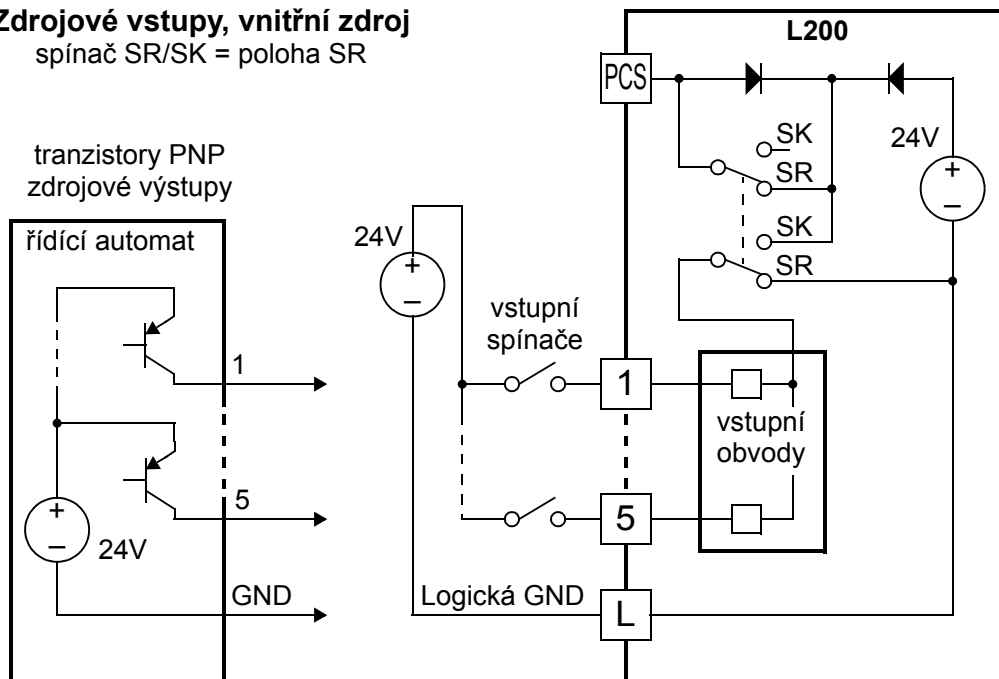 Zdrojové vstupy, vnitřní zdroj
spínač SR/SK = poloha SR
L200
PCS
SK
SR
24V
+
–
SK
SR
tranzistory PNP
zdrojové výstupy
řídící automat
1
5
+
–
24V
GND
24V
+
–
vstupní
spínače
1
5
Logická GND
L
vstupní
obvody